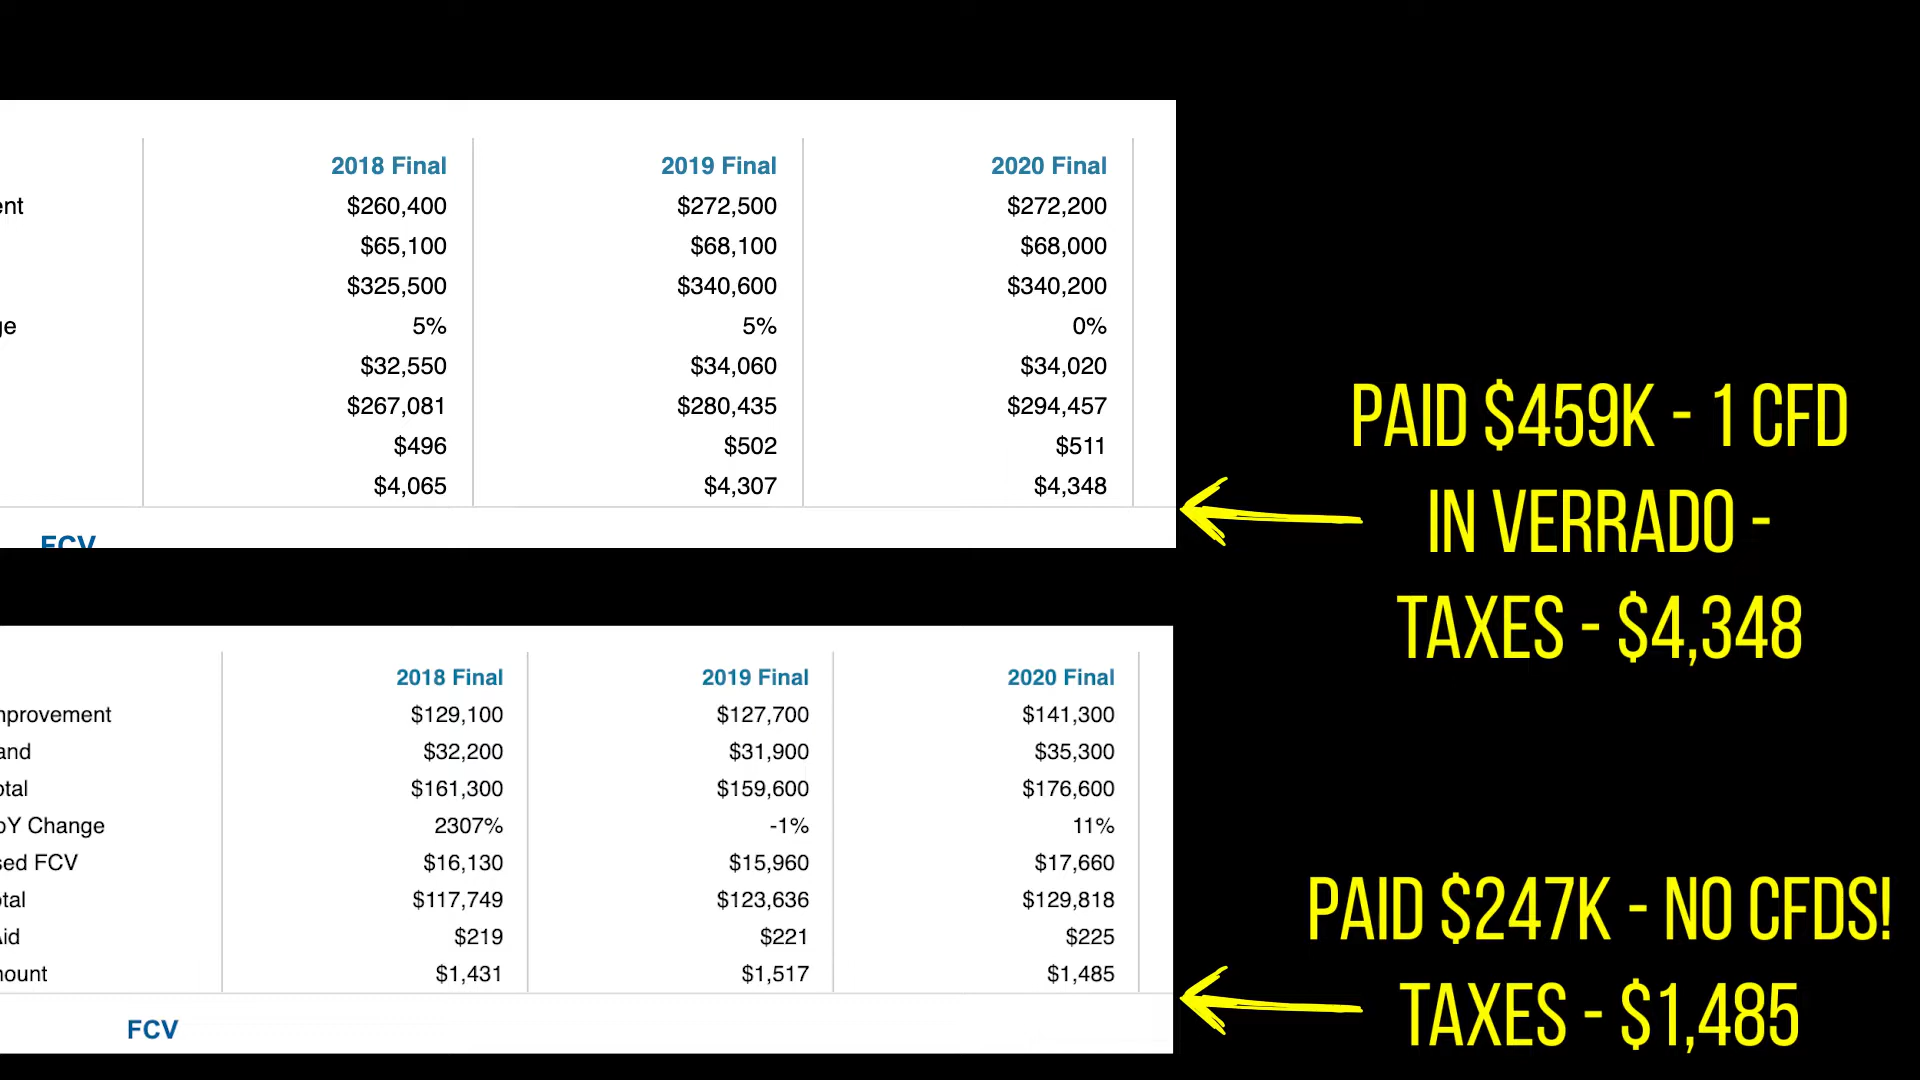 2018 Final 2019 Final 2020 Final
ent $260,400 $272,500 $272,200
$65,100 $68,100 $68,000
$325,500 $340,600 $340,200
ge 5% 5% 0%
$32,550 $34,060 $34,020
$267,081 $280,435 $294,457
$496 $502 $511
$4,065 $4,307 $4,348
FCV
PAID $459K - 1 CFD
IN VERRADO -
TAXES - $4,348
2018 Final 2019 Final 2020 Final
nprovement $129,100 $127,700 $141,300
and $32,200 $31,900 $35,300
otal $161,300 $159,600 $176,600
oY Change 2307% -1% 11%
sed FCV $16,130 $15,960 $17,660
otal $117,749 $123,636 $129,818
Aid $219 $221 $225
nount $1,431 $1,517 $1,485
FCV
PAID $247K - NO CFDS!
TAXES - $1,485